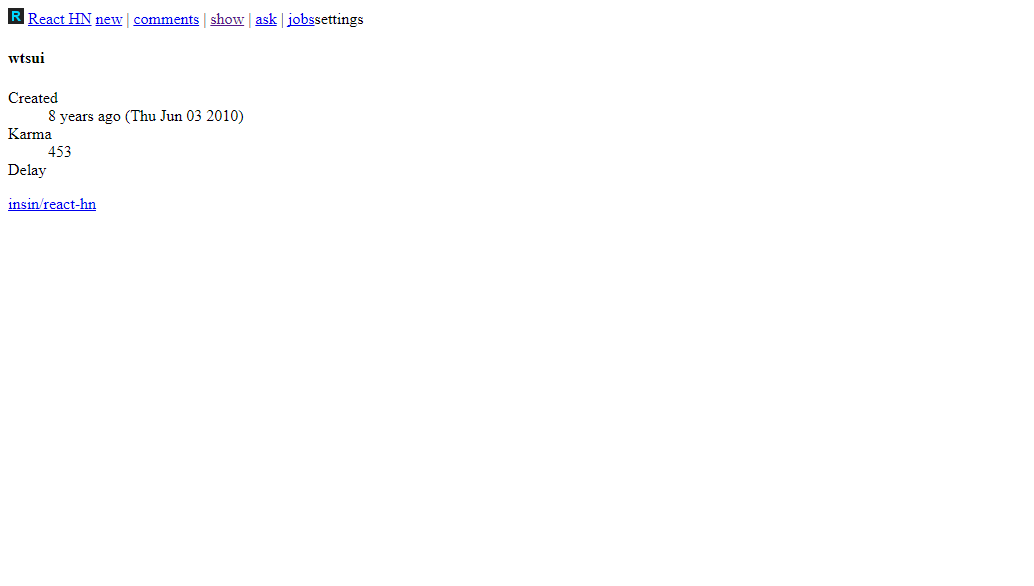 R React HN new | comments | show | ask | jobssettings
wtsui
Created
8 years ago (Thu Jun 03 2010)
Karma
453
Delay
insin/react-hn